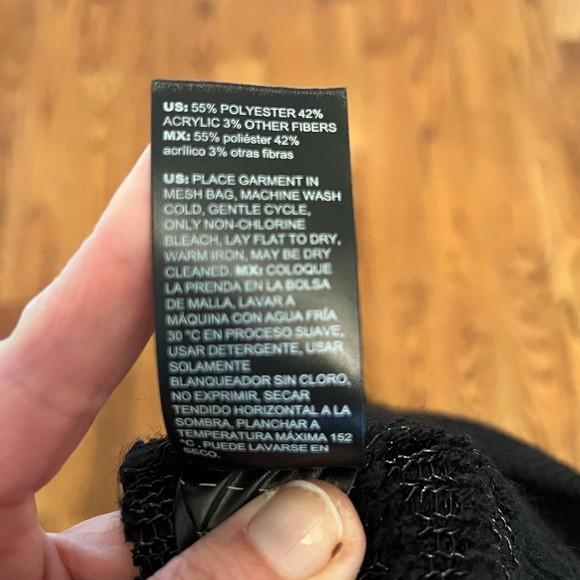 US: 55% POLYESTER 42%
ACRYLIC 3% OTHER FIBERS
MX: 55% poliéster 42%
acrílico 3% otras fibras
US: PLACE GARMENT IN
MESH BAG, MACHINE WASH
COLD, GENTLE CYCLE,
ONLY NON-CHLORINE
BLEACH, LAY FLAT TO DRY,
WARM IRON, MAY BE DRY
CLEANED. MX: COLOQUE
LA PRENDA EN LA BOLSA
DE MALLA, LAVAR A
MÁQUINA CON AGUA FRÍA
30 °C EN PROCESO SUAVE,
USAR DETERGENTE, USAR
SOLAMENTE
BLANQUEADOR SIN CLORO,
NO EXPRIMIR, SECAR
TENDIDO HORIZONTAL A LA
SOMBRA, PLANCHAR A
TEMPERATURA MÁXIMA 152
°C, PUEDE LAVARSE EN
SECO.